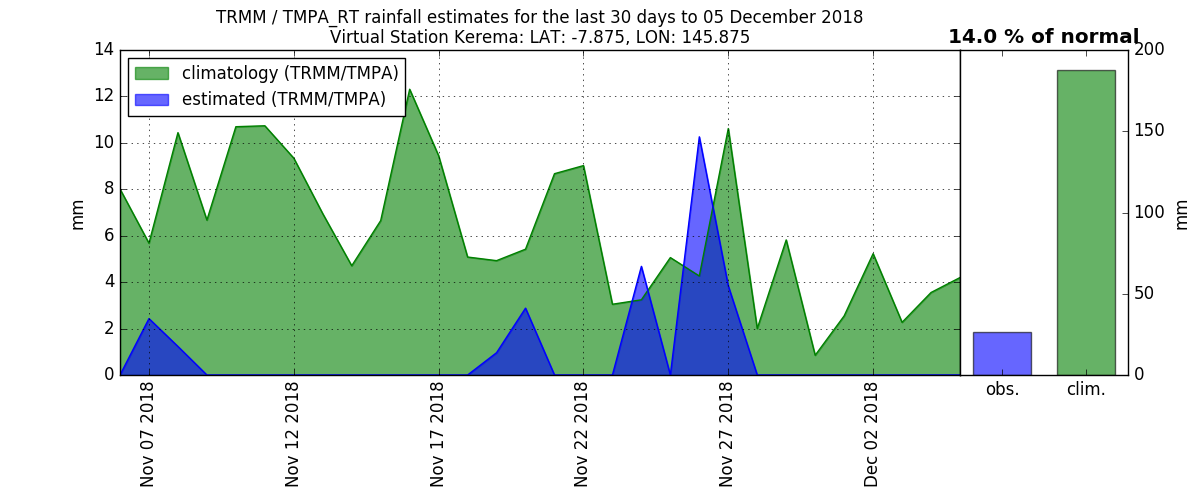 TRMM / TMPA_RT rainfall estimates for the last 30 days to 05 December 2018
Virtual Station Kerema: LAT: -7.875, LON: 145.875
14.0 % of normal
climatology (TRMM/TMPA)
estimated (TRMM/TMPA)
14
12
10
8
6
4
2
0
mm
200
150
100
50
0
mm
Nov 07 2018
Nov 12 2018
Nov 17 2018
Nov 22 2018
Nov 27 2018
Dec 02 2018
obs.
clim.